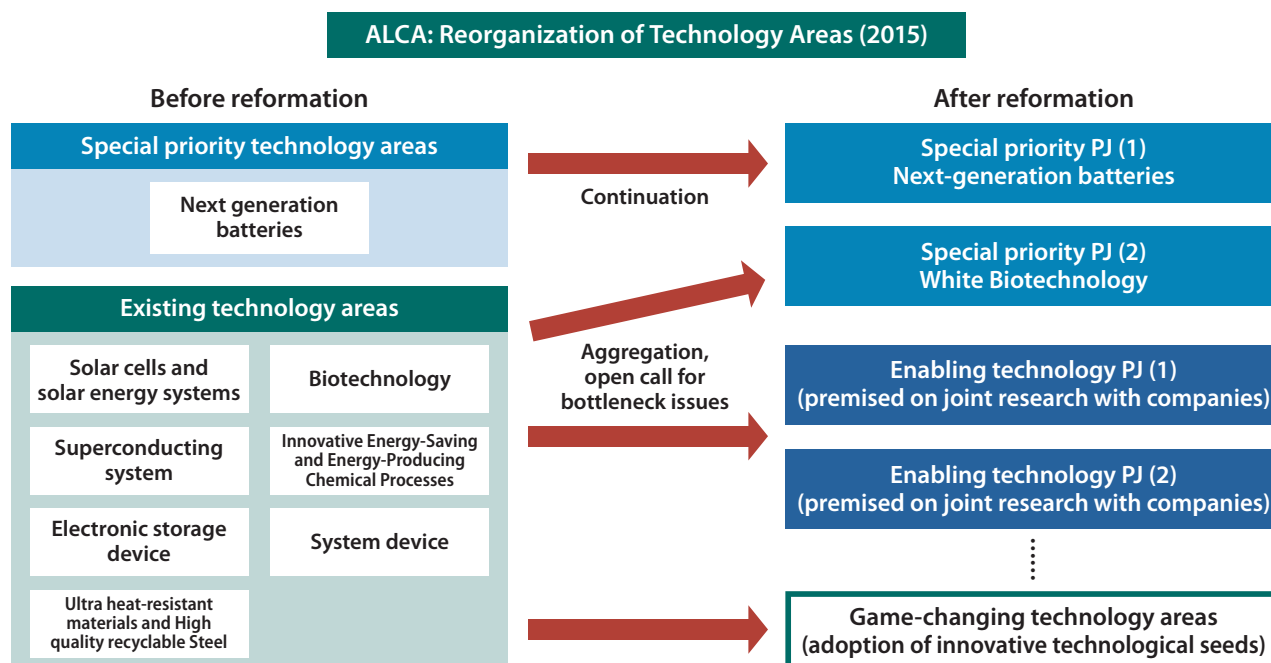 ALCA: Reorganization of Technology Areas (2015)
Before reformation
Special priority technology areas
Next generation
batteries
Existing technology areas
Solar cells and
solar energy systems
Biotechnology
Superconducting
system
Innovative Energy-Saving
and Energy-Producing
Chemical Processes
Electronic storage
device
System device
Ultra heat-resistant
materials and High
quality recyclable Steel
Continuation
Aggregation,
open call for
bottleneck issues
After reformation
Special priority PJ (1)
Next-generation batteries
Special priority PJ (2)
White Biotechnology
Enabling technology PJ (1)
(premised on joint research with companies)
Enabling technology PJ (2)
(premised on joint research with companies)
Game-changing technology areas
(adoption of innovative technological seeds)